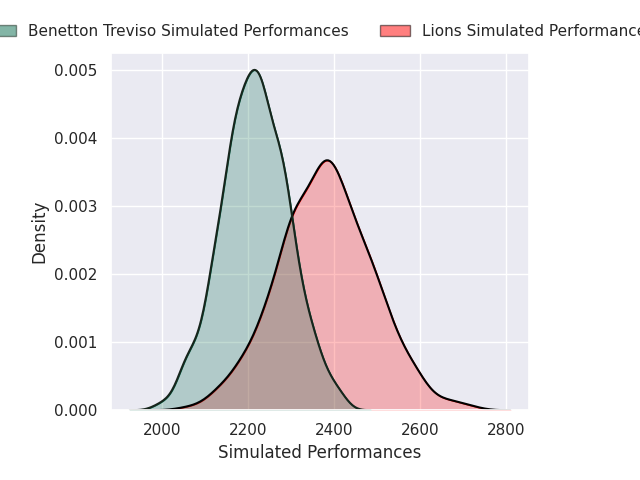 Benetton Treviso Simulated Performances
Lions Simulated Performance
0.005
0.004
0.003
0.002
0.001
0.000
Density
2000 2200 2400 2600 2800
Simulated Performances